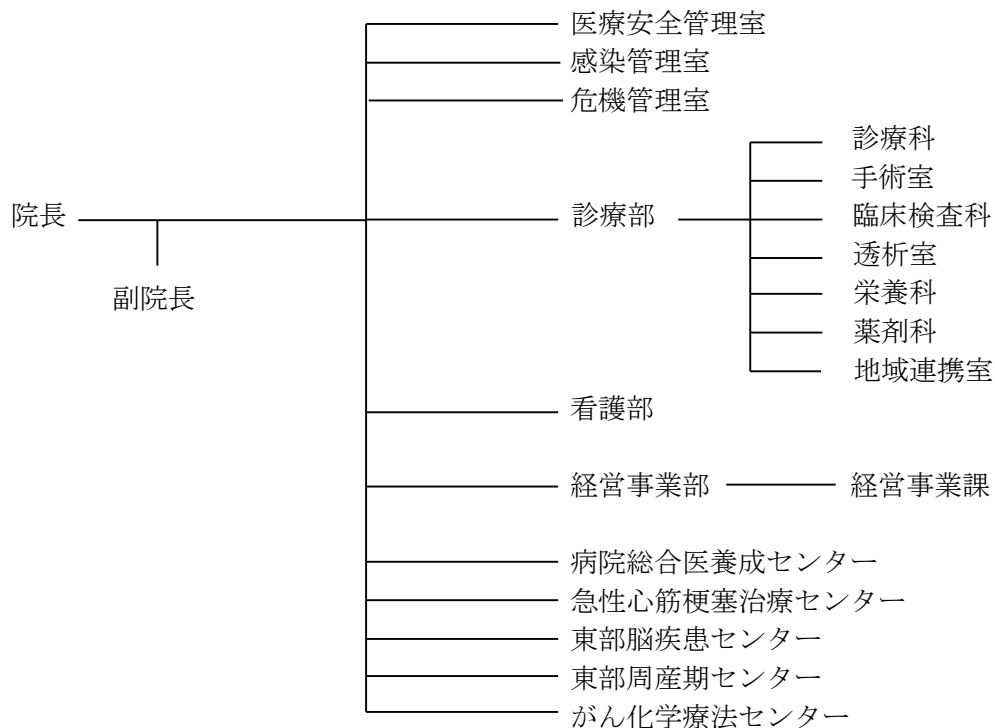 医療安全管理室
感染管理室
危機管理室
診療科
手術室
院長
診療部
臨床検査科
透析室
副院長
栄養科
薬剤科
地域連携室
看護部
経営事業部
経営事業課
病院総合医養成センター
急性心筋梗塞治療センター
東部脳疾患センター
東部周産期センター
がん化学療法センター